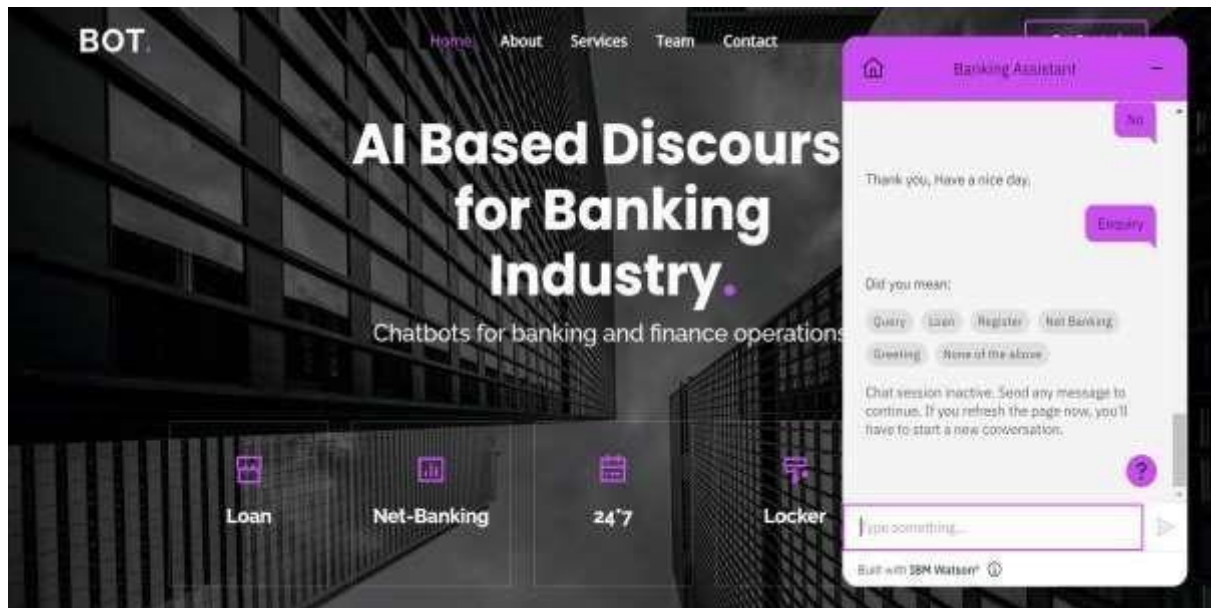 BOT.
Home About Services Team Contact
AI Based Discours
for Banking
Industry.
Chatbots for banking and finance operations
Loan
Net-Banking
24*7
Locker
Banking Assistant
No
Thank you, Have a nice day.
Enquiry
Did you mean:
Query Loan Register Net Banking
Greeting None of the above
Chat session inactive. Send any message to
continue. If you refresh the page now, you'll
have to start a new conversation.
?
Type something...
Built with IBM Watson®